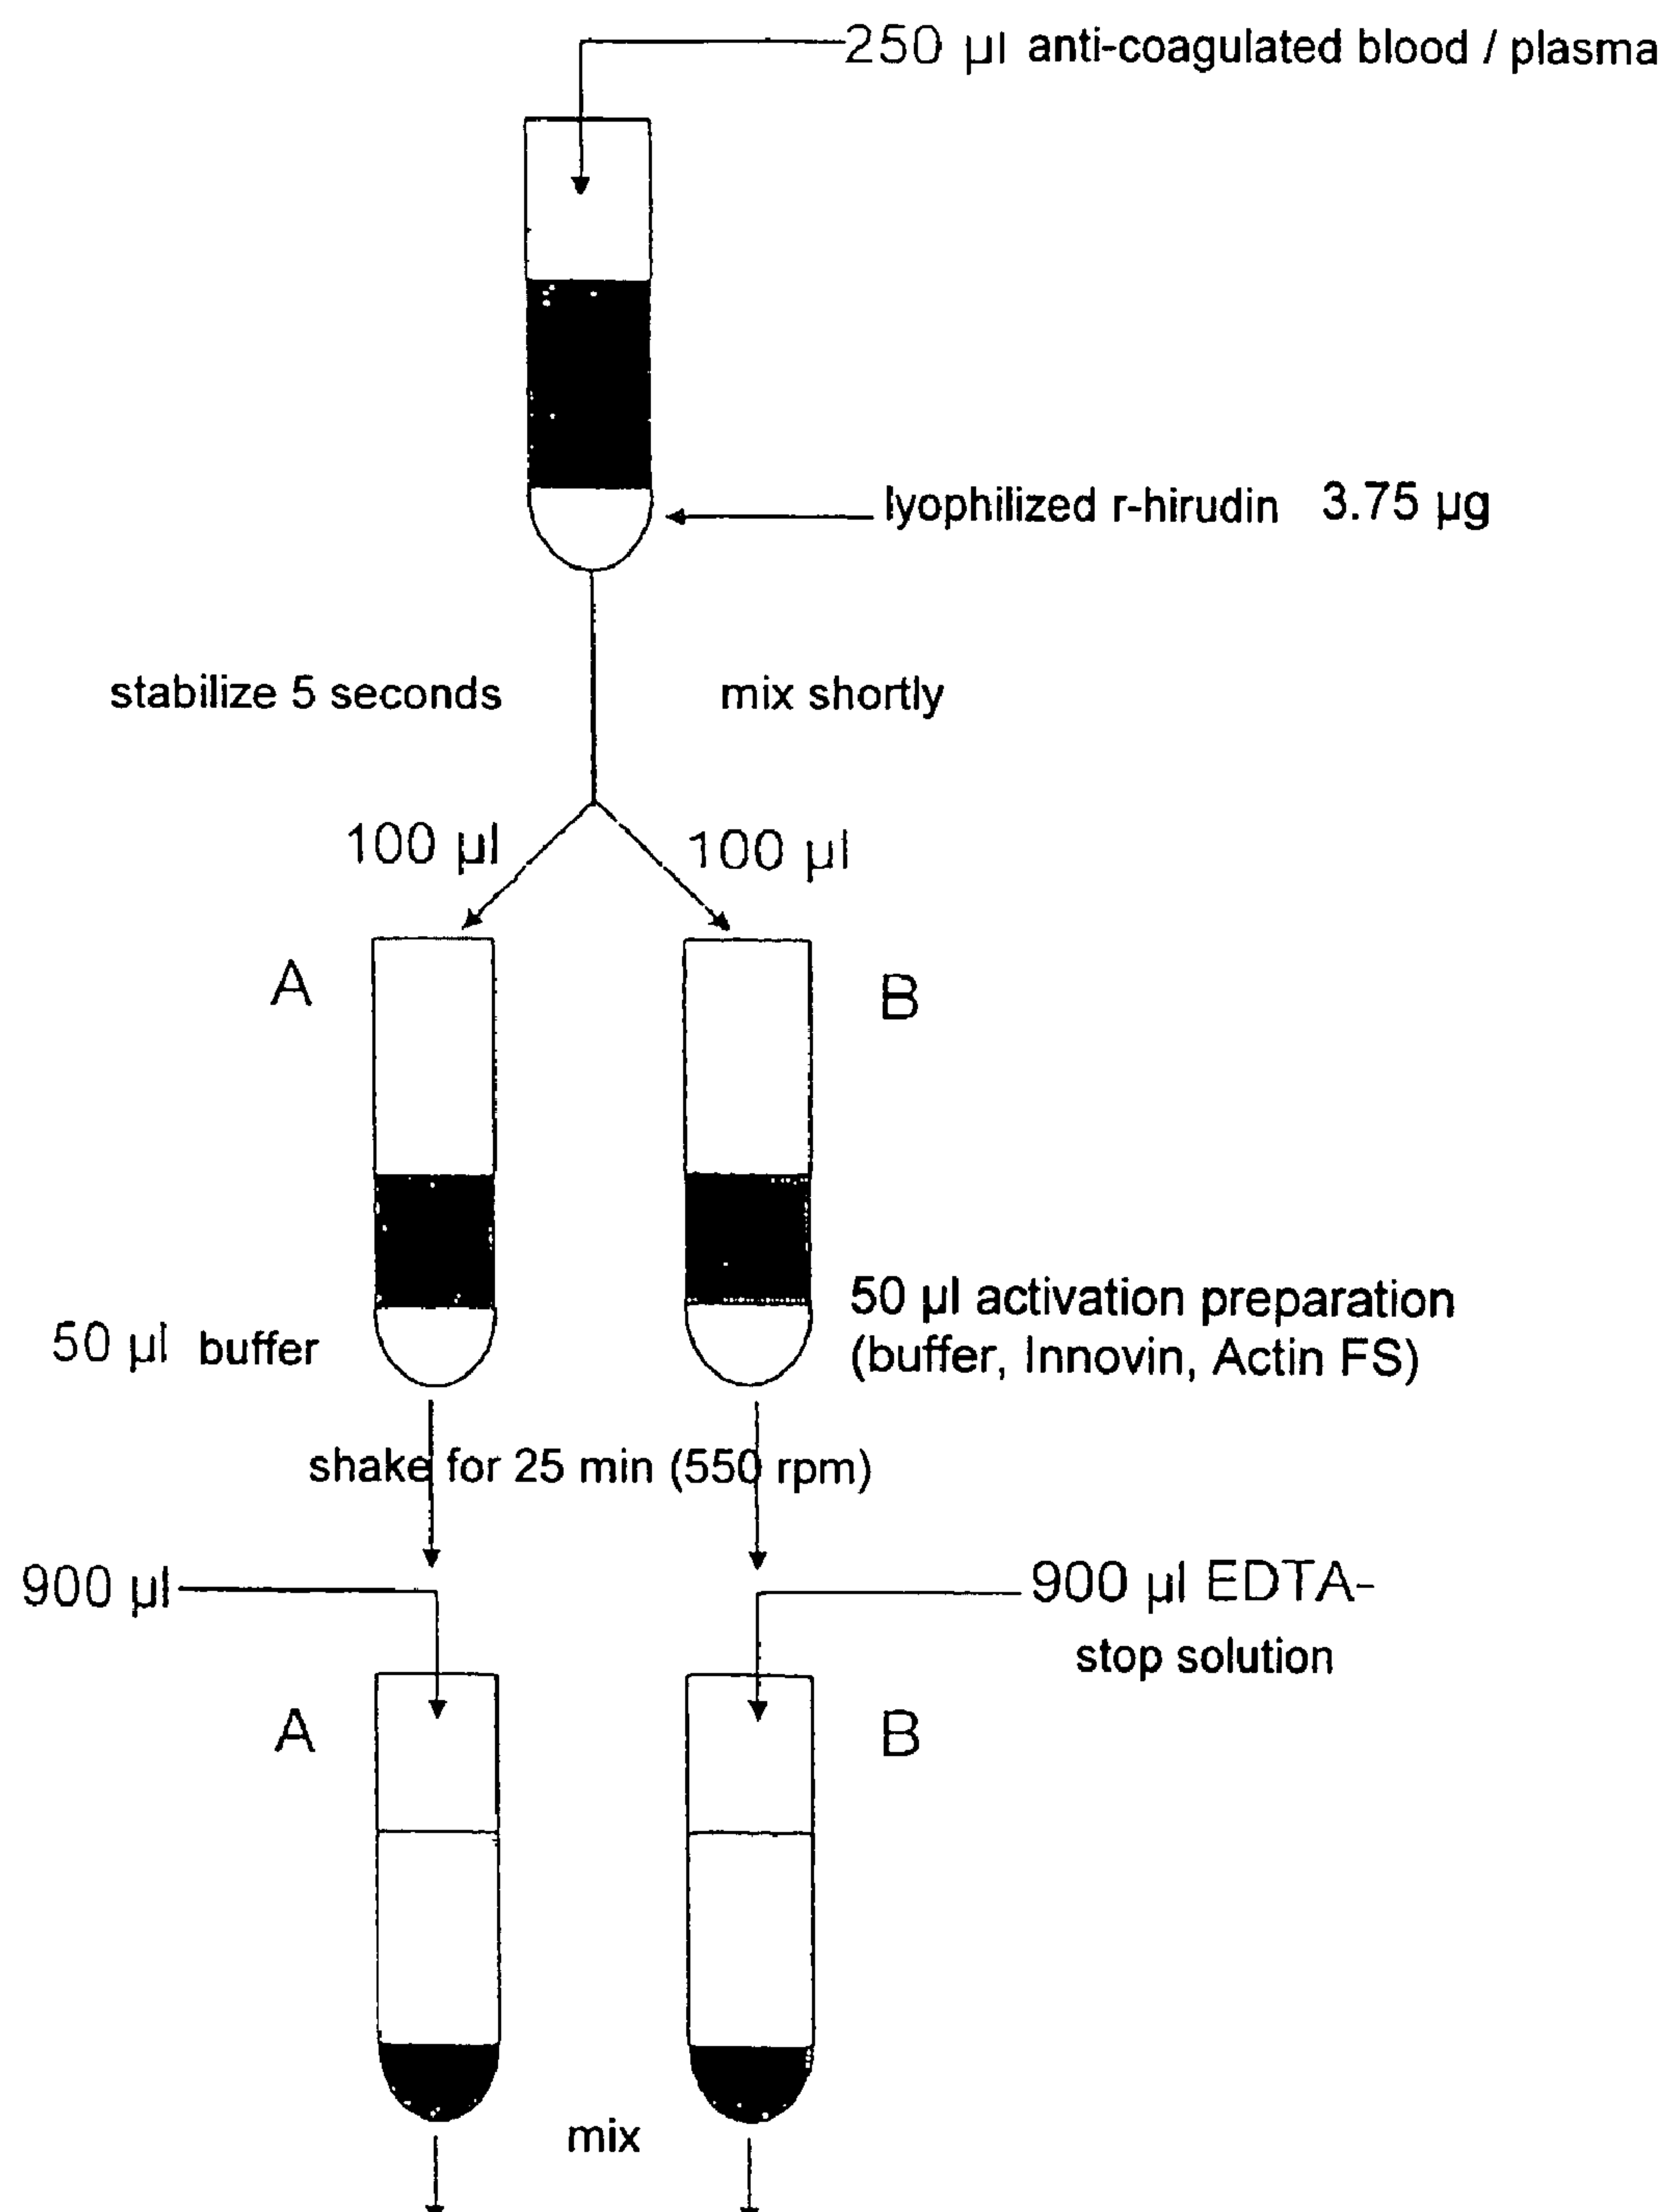 250 µl anti-coagulated blood / plasma
lyophilized r-hirudin 3.75 µg
stabilize 5 seconds mix shortly
100 µl 100 µl
A B
50 µl activation preparation
50 µl buffer (buffer, Innovin, Actin FS)
shake for 25 min (550 rpm)
900 µl 900 µl EDTA-
stop solution
A B
mix